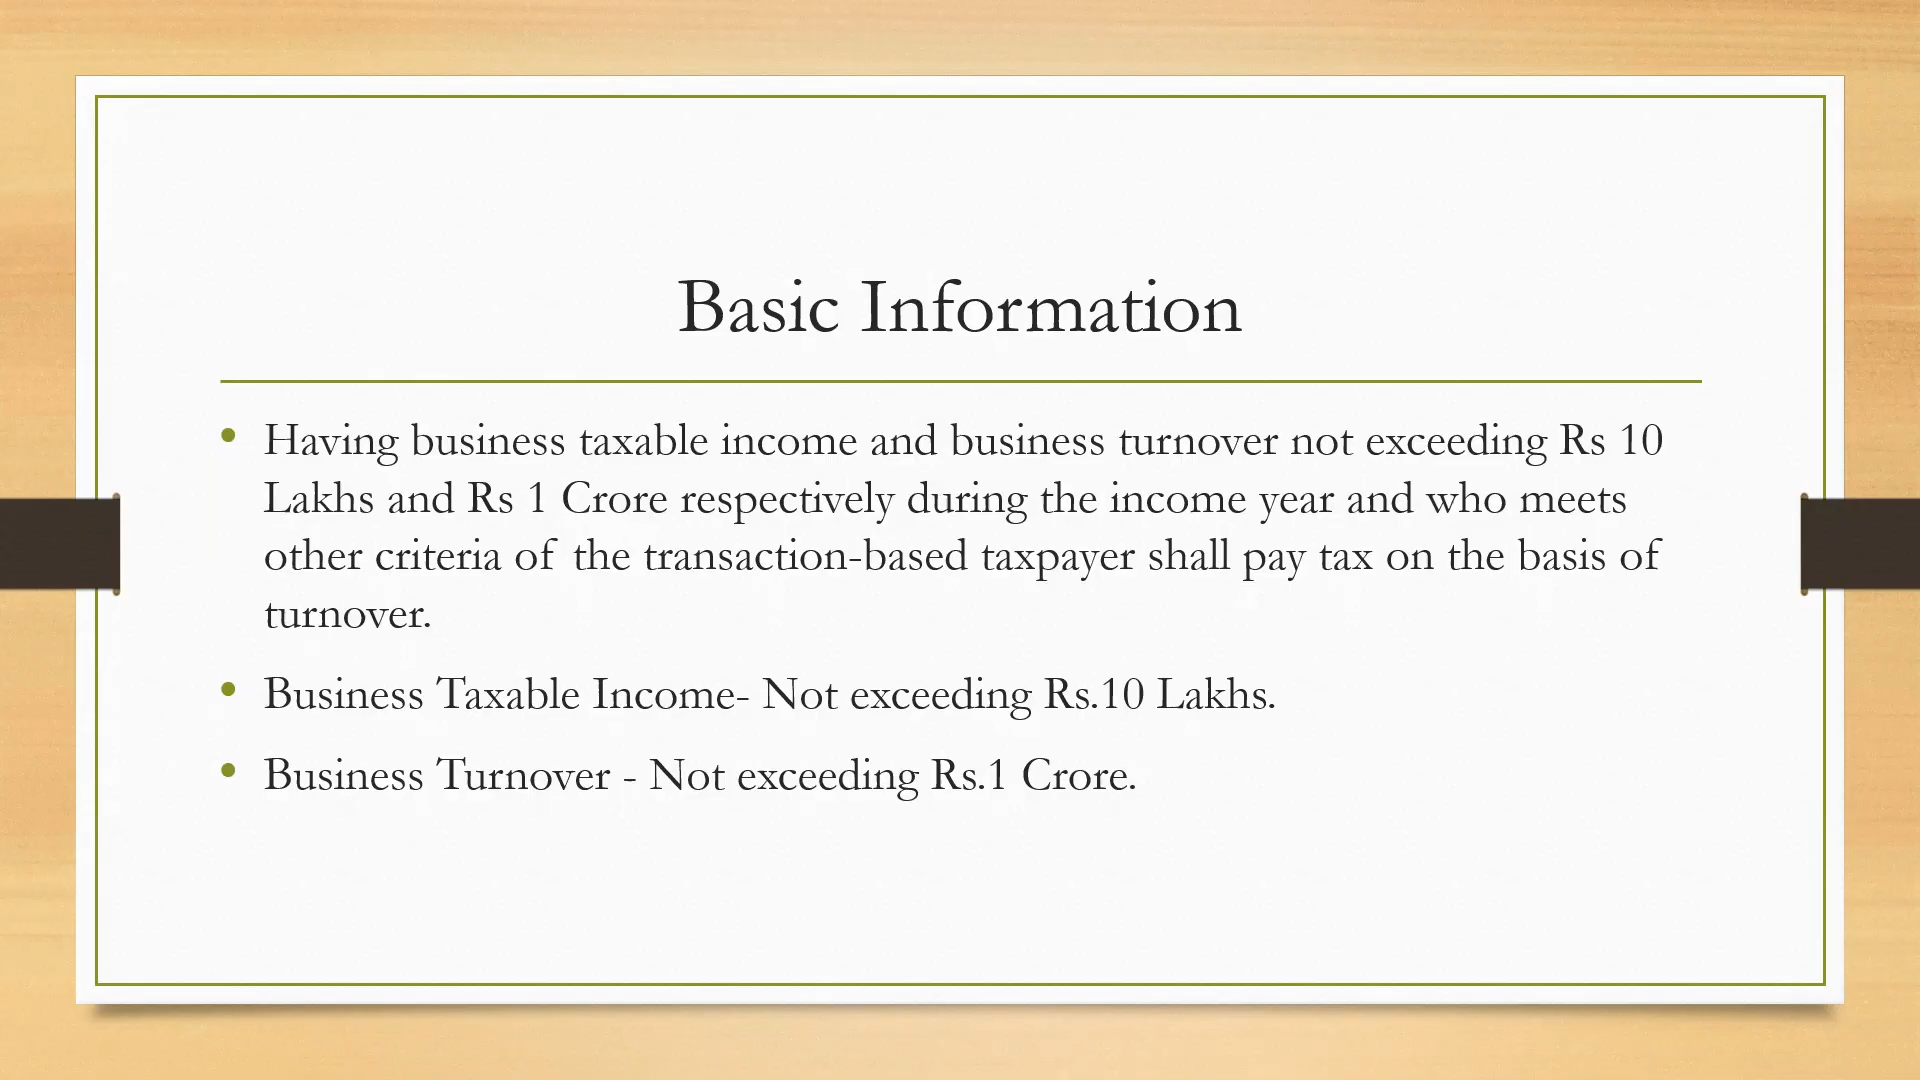 Basic Information
• Having business taxable income and business turnover not exceeding Rs 10
Lakhs and Rs 1 Crore respectively during the income year and who meets
other criteria of the transaction-based taxpayer shall pay tax on the basis of
turnover.
• Business Taxable Income- Not exceeding Rs.10 Lakhs.
• Business Turnover - Not exceeding Rs.1 Crore.